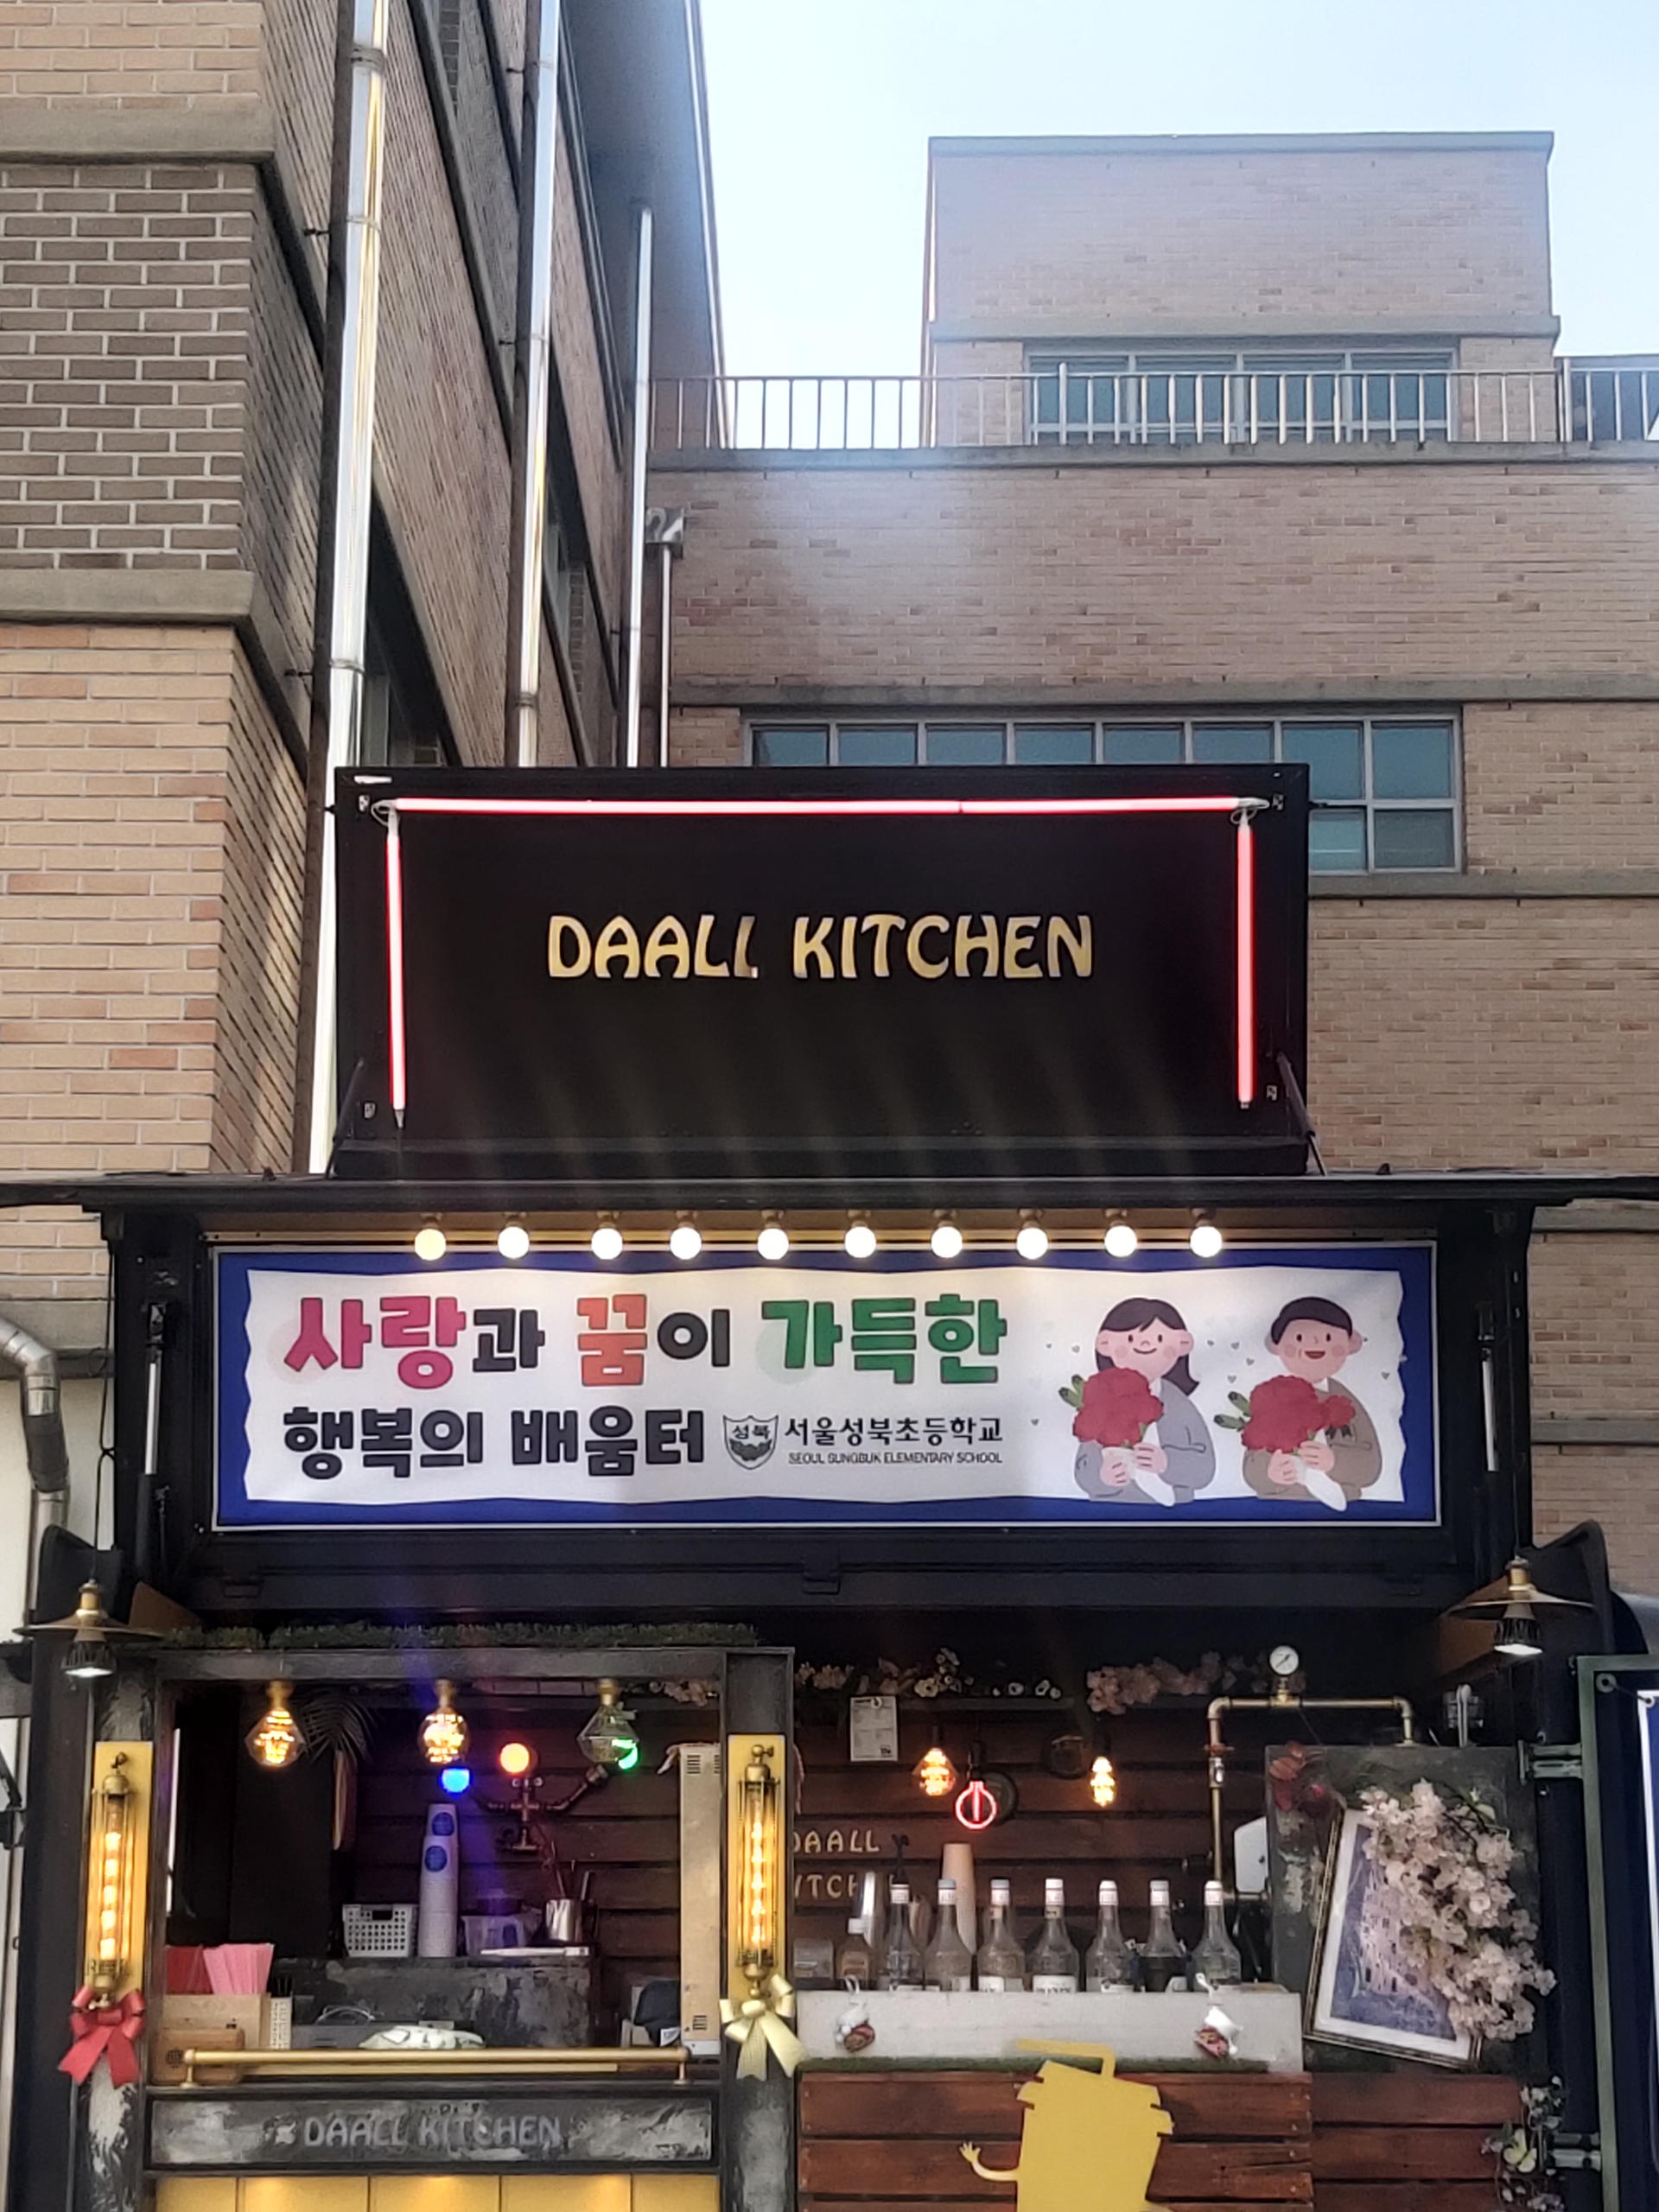 DAALL KITCHEN
사랑과 꿈이 가득한
행복의 배움터
성북
서울성북초등학교
SEOUL SUNGBUK ELEMENTARY SCHOOL
DAALL
DAALL KITCHEN